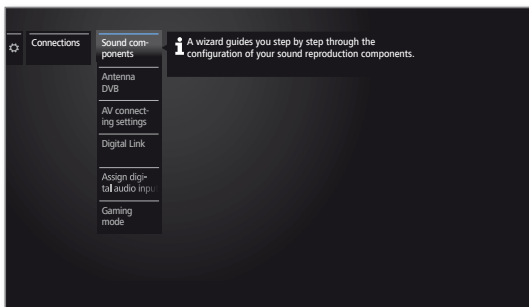 Connections
Sound com-
ponents
A wizard guides you step by step through the
configuration of your sound reproduction components.
Antenna
DVB
AV connect-
ing settings
Digital Link
Assign digi-
tal audio input
Gaming
mode